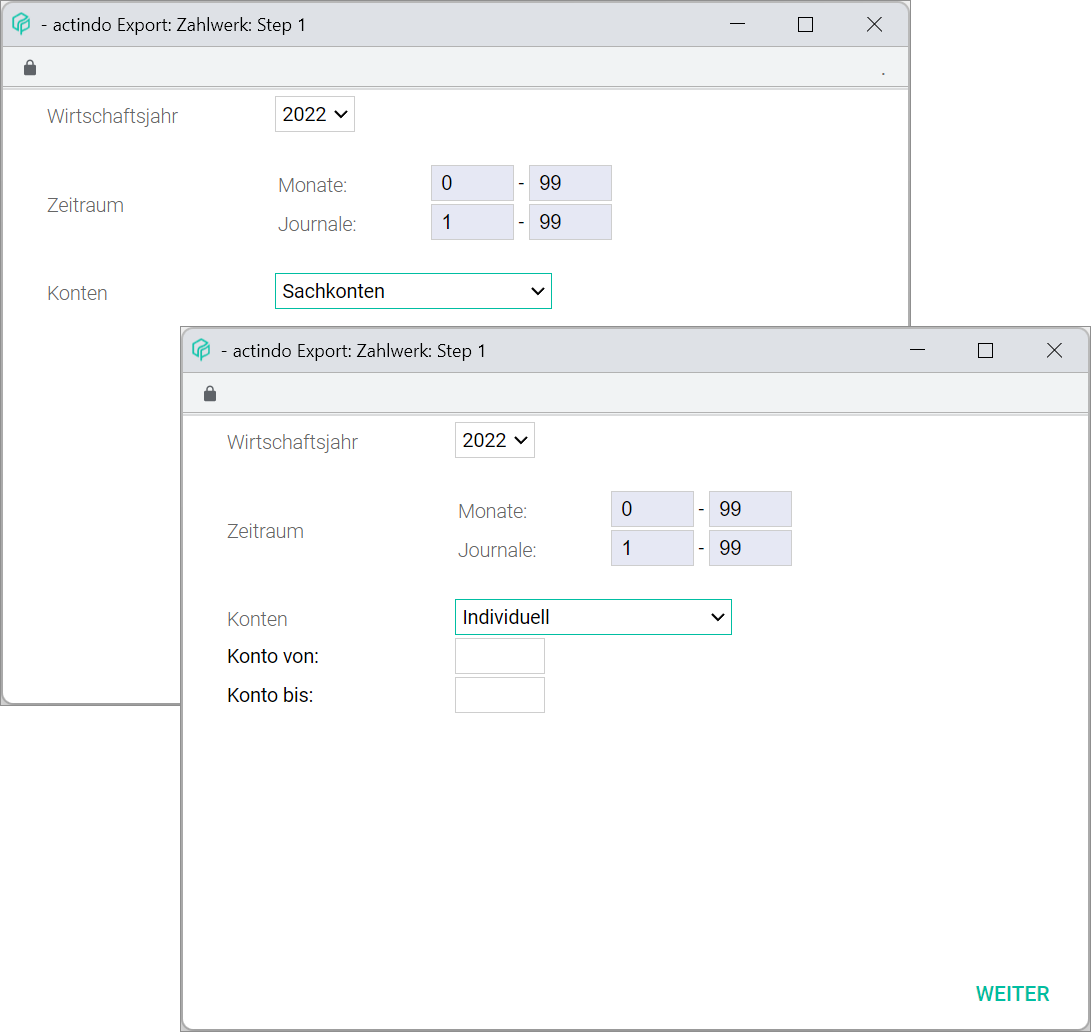 - actindo Export: Zahlwerk: Step 1
.
Wirtschaftsjahr 2022
Monate: 0 - 99
Zeitraum
Journale: 1 - 99
Konten Sachkonten
- actindo Export: Zahlwerk: Step 1
Wirtschaftsjahr 2022
Monate: 0 - 99
Zeitraum
Journale: 1 - 99
Konten Individuell
Konto von:
Konto bis:
WEITER